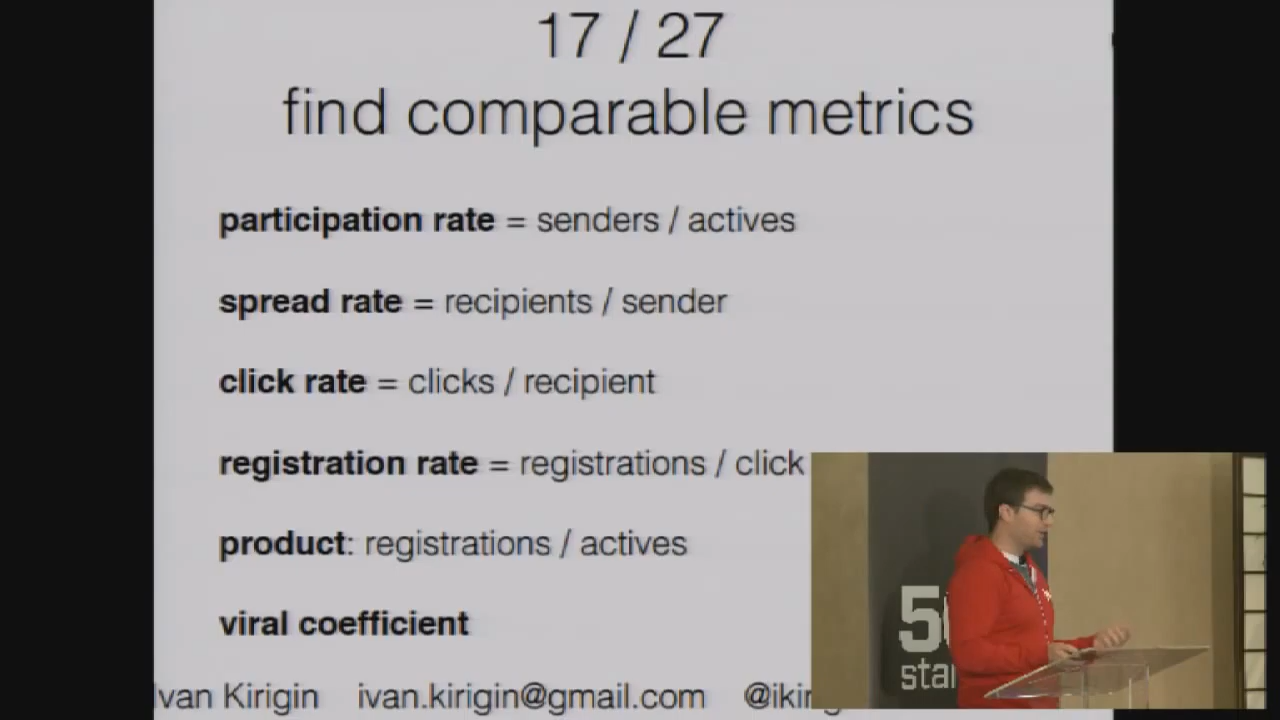 17 / 27
find comparable metrics
participation rate = senders / actives
spread rate = recipients / sender
click rate = clicks / recipient
registration rate = registrations / click
product: registrations / actives
viral coefficient
Ivan Kirigin ivan.kirigin@gmail.com